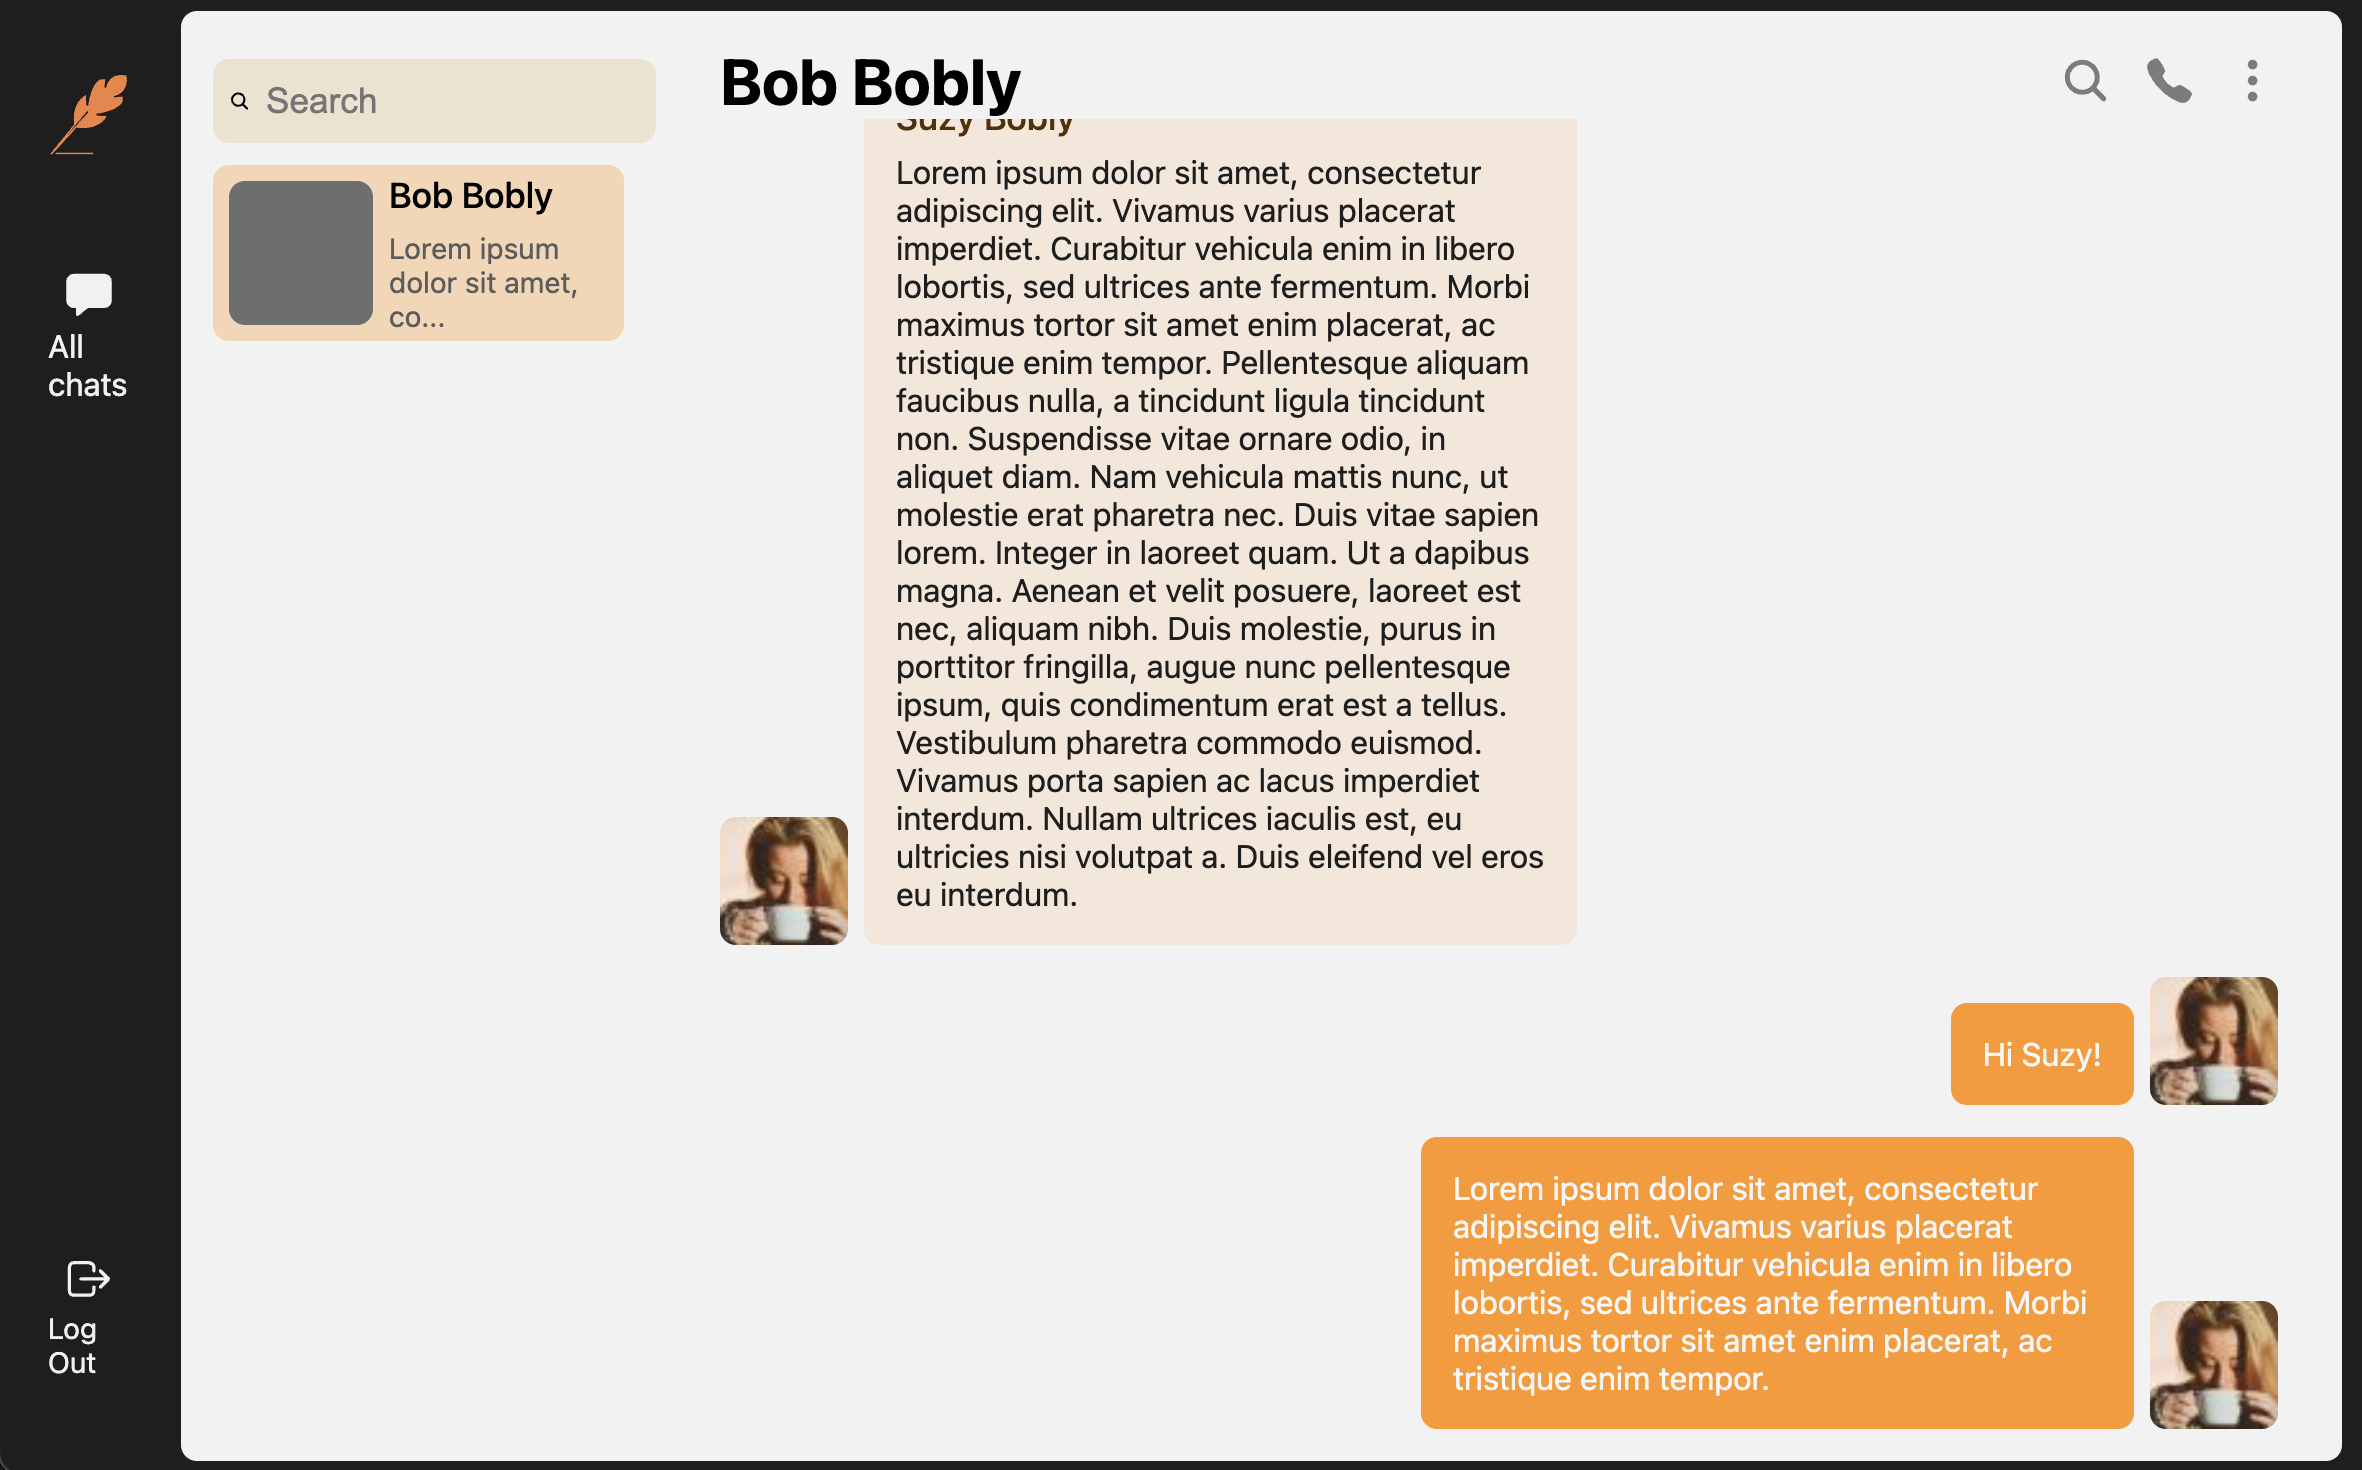 Search
Bob Bobly
Lorem ipsum
dolor sit amet,
co...
All
chats
Log
Out
Bob Bobly
Suzy Bobly
Lorem ipsum dolor sit amet, consectetur
adipiscing elit. Vivamus varius placerat
imperdiet. Curabitur vehicula enim in libero
lobortis, sed ultrices ante fermentum. Morbi
maximus tortor sit amet enim placerat, ac
tristique enim tempor. Pellentesque aliquam
faucibus nulla, a tincidunt ligula tincidunt
non. Suspendisse vitae ornare odio, in
aliquet diam. Nam vehicula mattis nunc, ut
molestie erat pharetra nec. Duis vitae sapien
lorem. Integer in laoreet quam. Ut a dapibus
magna. Aenean et velit posuere, laoreet est
nec, aliquam nibh. Duis molestie, purus in
porttitor fringilla, augue nunc pellentesque
ipsum, quis condimentum erat est a tellus.
Vestibulum pharetra commodo euismod.
Vivamus porta sapien ac lacus imperdiet
interdum. Nullam ultrices iaculis est, eu
ultricies nisi volutpat a. Duis eleifend vel eros
eu interdum.
Hi Suzy!
Lorem ipsum dolor sit amet, consectetur
adipiscing elit. Vivamus varius placerat
imperdiet. Curabitur vehicula enim in libero
lobortis, sed ultrices ante fermentum. Morbi
maximus tortor sit amet enim placerat, ac
tristique enim tempor.